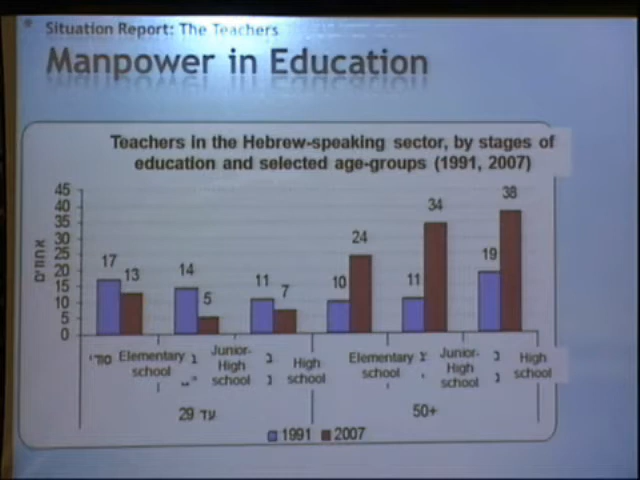 * Situation Report: The Teachers
Manpower in Education
Teachers in the Hebrew-speaking sector, by stages of
education and selected age-groups (1991, 2007)
אחוזים
45
40
35
30
25
20
15
10
5
0
17 13 14 5 11 7 10 24 11 34 19 38
Elementary school
Junior-High school
High school
Elementary school
Junior-High school
High school
עד 29
50+
1991 2007